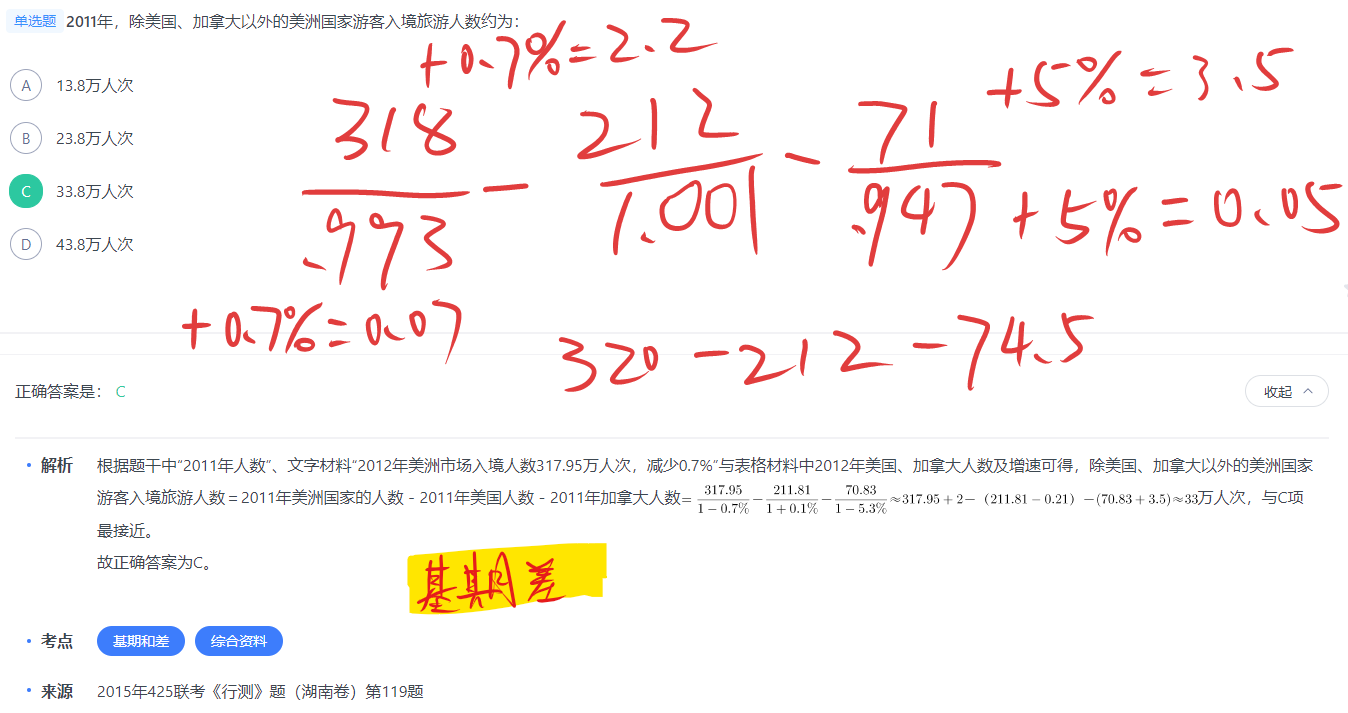 单选题 2011年，除美国、加拿大以外的美洲国家游客入境旅游人数约为：
+0.7%=2.2
+5%=3.5
A 13.8万人次
B 23.8万人次
C 33.8万人次
D 43.8万人次
318/.993 - 212/1.001 - 71/.947
+5%=0.05
+0.7%=0.07
320-212-74.5
正确答案是： C
收起
解析 根据题干中“2011年人数”、文字材料“2012年美洲市场入境人数317.95万人次，减少0.7%”与表格材料中2012年美国、加拿大人数及增速可得，除美国、加拿大以外的美洲国家
游客入境旅游人数＝2011年美洲国家的人数－2011年美国人数－2011年加拿大人数= 317.95/(1-0.7%) - 211.81/(1+0.1%) - 70.83/(1-5.3%) ≈317.95+2-（211.81-0.21）-(70.83+3.5)≈33万人次，与C项
最接近。
故正确答案为C。
基期差
考点 基期和差 综合资料
来源 2015年425联考《行测》题（湖南卷）第119题